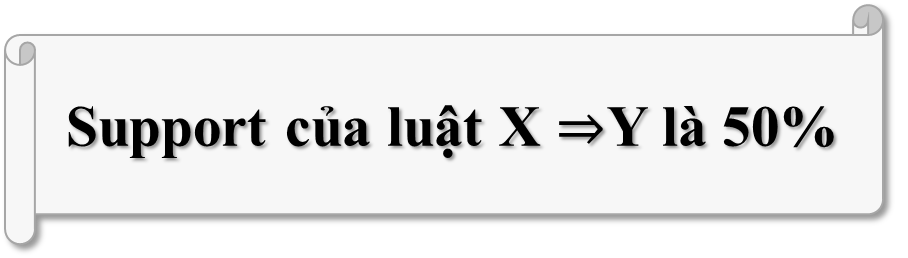 Support của luật X ⇒Y là 50%